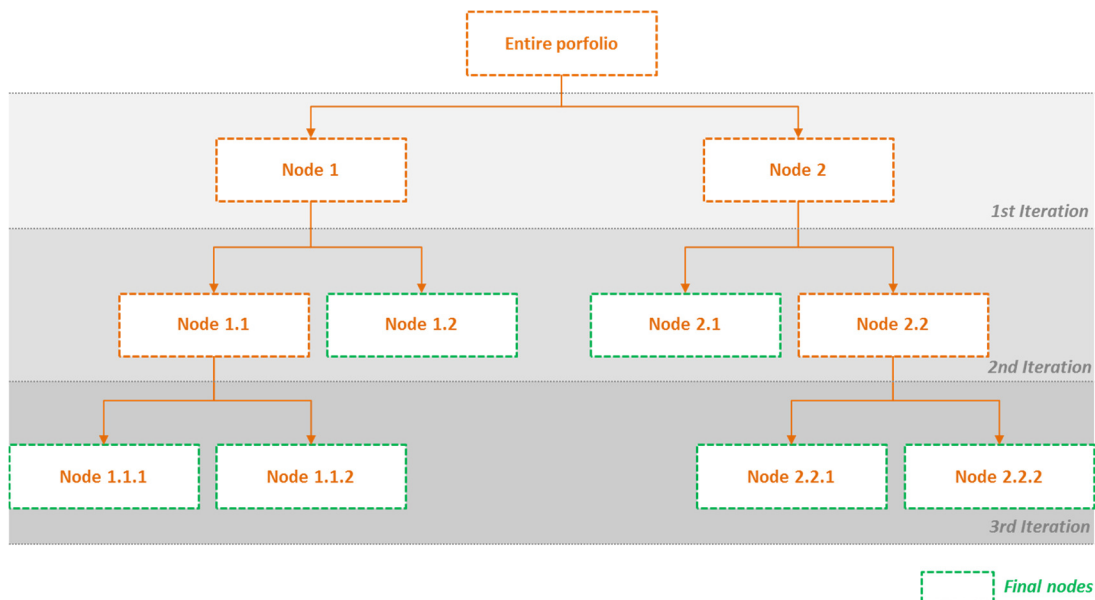 Entire porfolio
Node 1
Node 2
1st Iteration
Node 1.1
Node 1.2
Node 2.1
Node 2.2
2nd Iteration
Node 1.1.1
Node 1.1.2
Node 2.2.1
Node 2.2.2
3rd Iteration
Final nodes